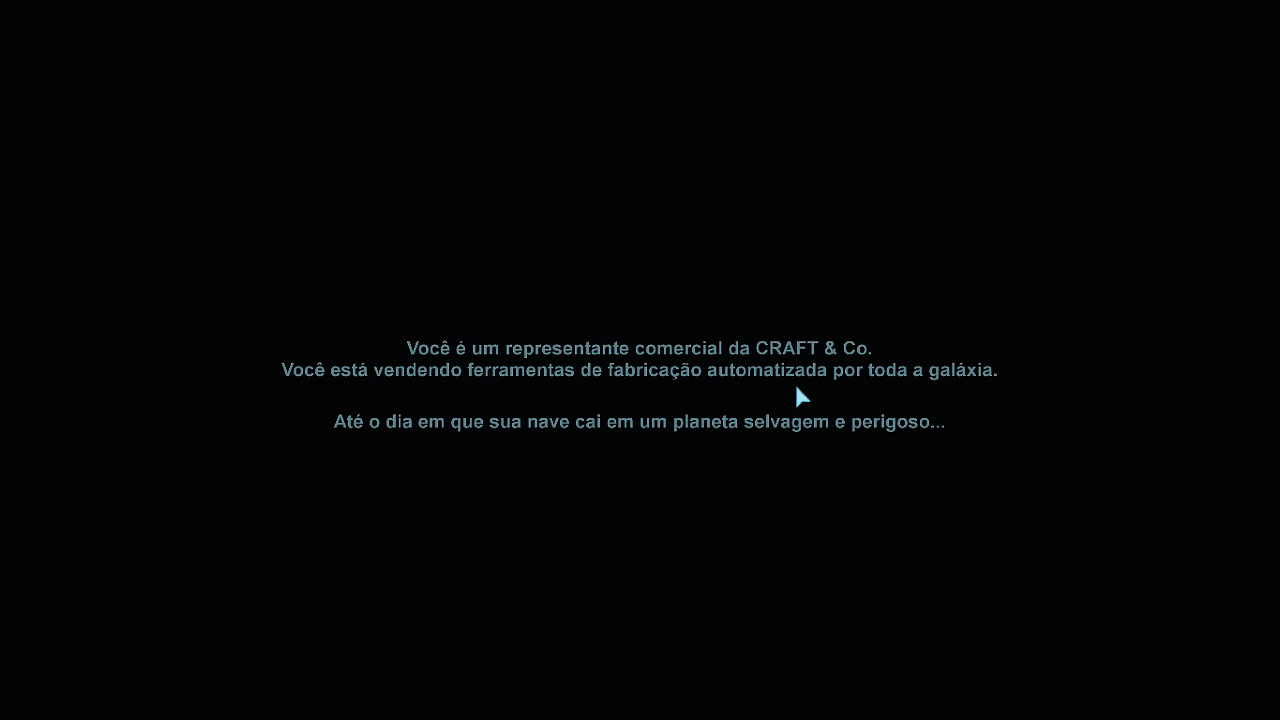 Você é um representante comercial da CRAFT & Co.
Você está vendendo ferramentas de fabricação automatizada por toda a galáxia.
Até o dia em que sua nave cai em um planeta selvagem e perigoso...